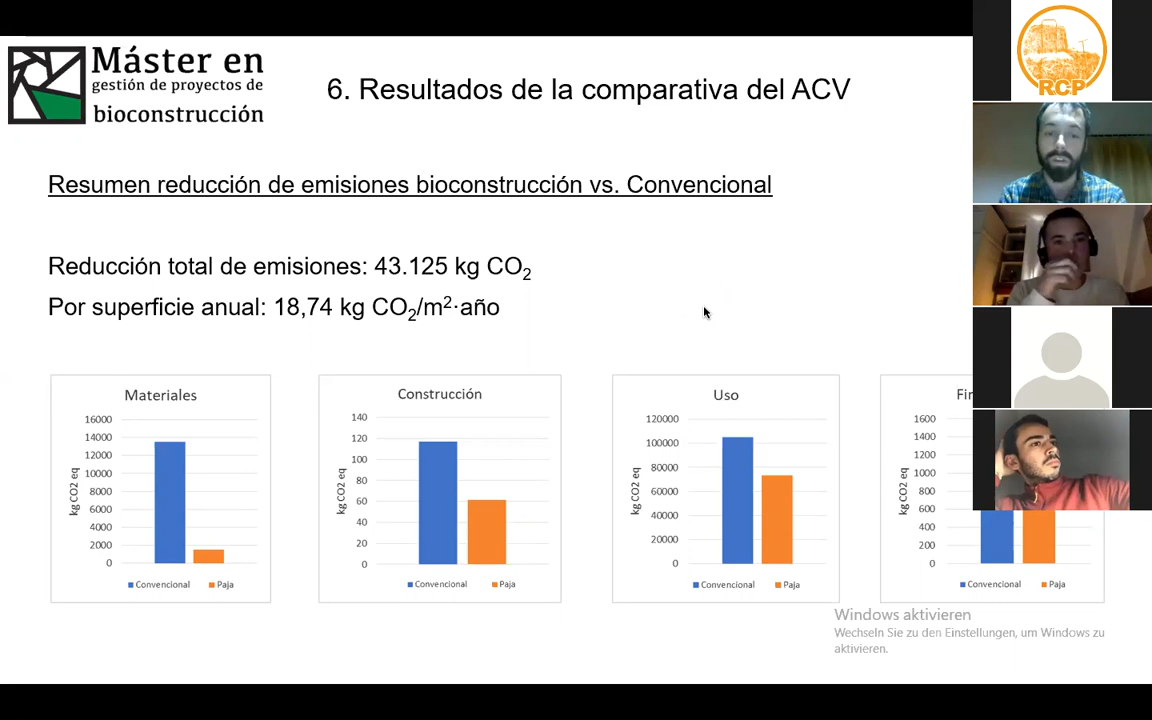 Máster en
gestión de proyectos de
bioconstrucción
6. Resultados de la comparativa del ACV
RCP
Resumen reducción de emisiones bioconstrucción vs. Convencional
Reducción total de emisiones: 43.125 kg CO₂
Por superficie anual: 18,74 kg CO₂/m²·año
Materiales
16000
14000
12000
10000
8000
6000
4000
2000
0
kg CO2 eq
Convencional Paja
Construcción
140
120
100
80
60
40
20
0
kg CO2 eq
Convencional Paja
Uso
120000
100000
80000
60000
40000
20000
0
kg CO2 eq
Convencional Paja
1600
1400
1200
1000
800
600
400
200
0
kg CO2 eq
Convencional Paja
Windows aktivieren
Wechseln Sie zu den Einstellungen, um Windows zu
aktivieren.